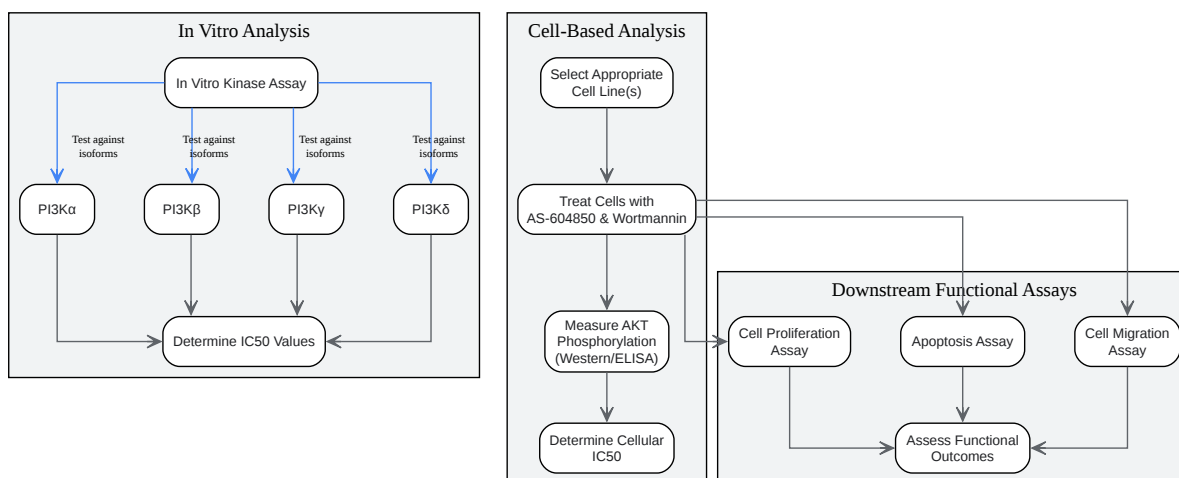 In Vitro Analysis
In Vitro Kinase Assay
Test against
isoforms
Test against
isoforms
Test against
isoforms
Test against
isoforms
PI3Kα
PI3Kβ
PI3Kγ
PI3Kδ
Determine IC50 Values
Cell-Based Analysis
Select Appropriate
Cell Line(s)
Treat Cells with
AS-604850 & Wortmannin
Measure AKT
Phosphorylation
(Western/ELISA)
Determine Cellular
IC50
Downstream Functional Assays
Cell Proliferation
Assay
Apoptosis Assay
Cell Migration
Assay
Assess Functional
Outcomes